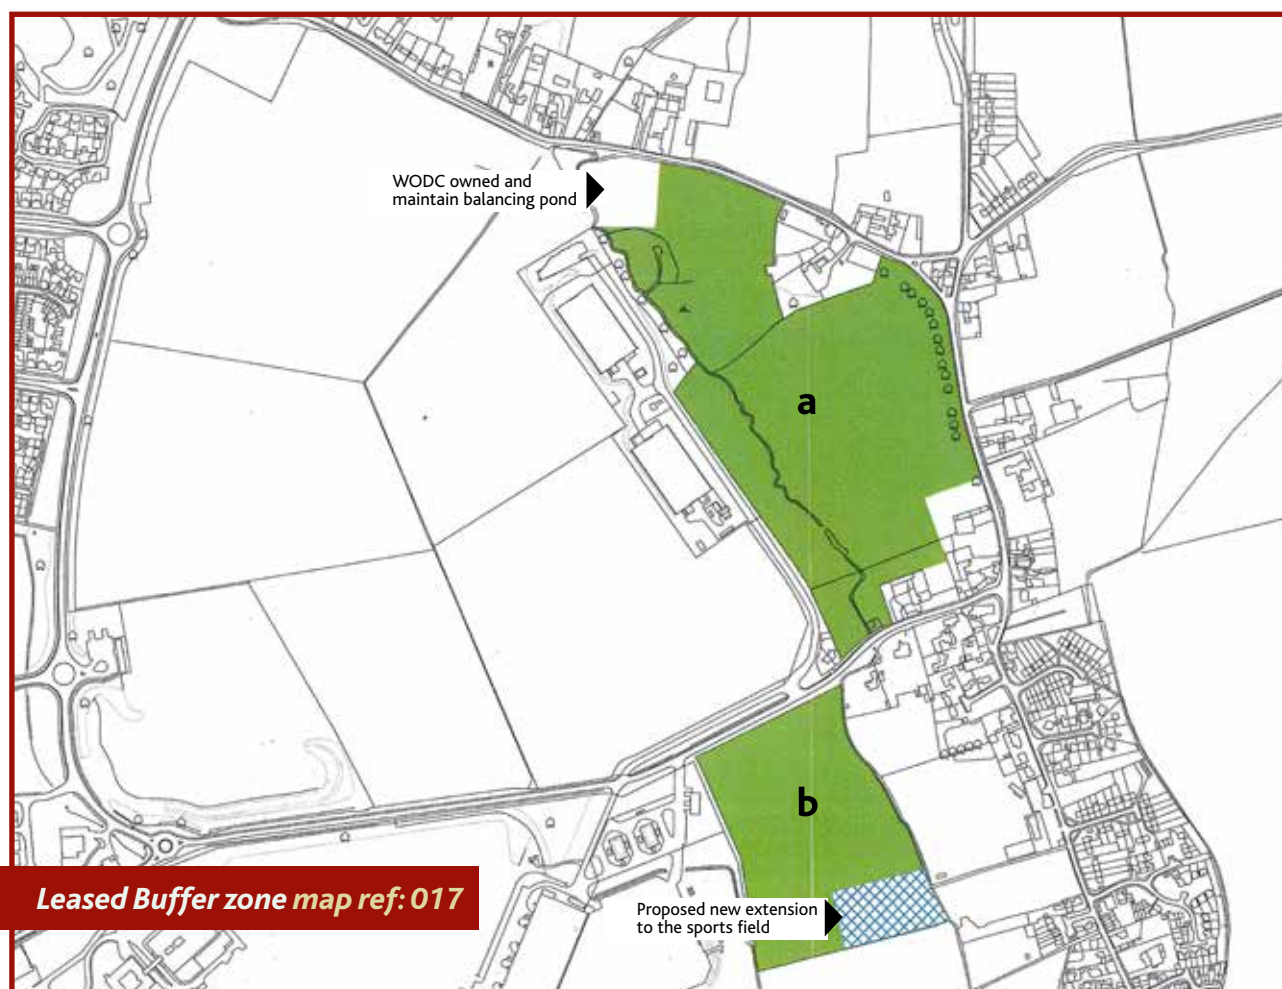 WODC owned and
maintain balancing pond
a
b
Proposed new extension
to the sports field
Leased Buffer zone map ref: 017